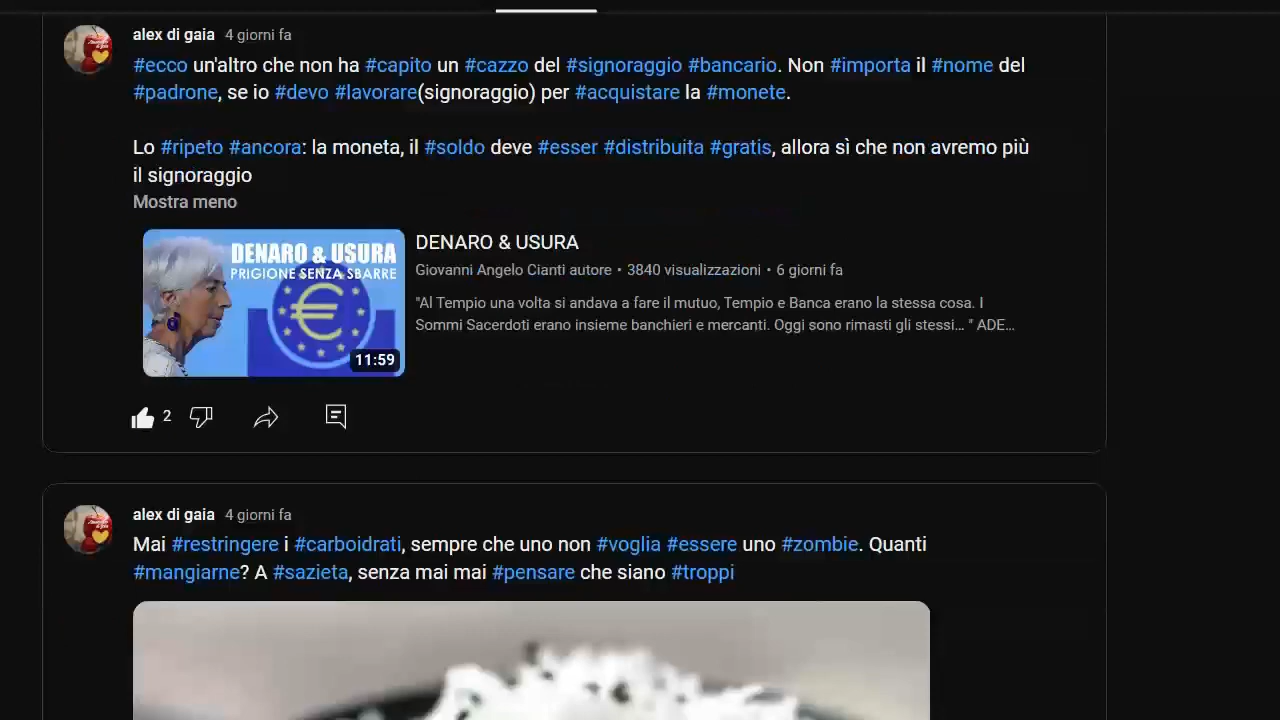 alex di gaia 4 giorni fa
#ecco un'altro che non ha #capito un #cazzo del #signoraggio #bancario. Non #importa il #nome del
#padrone, se io #devo #lavorare(signoraggio) per #acquistare la #monete.
Lo #ripeto #ancora: la moneta, il #soldo deve #esser #distribuita #gratis, allora sì che non avremo più
il signoraggio
Mostra meno
DENARO & USURA
PRIGIONE SENZA SBARRE
11:59
DENARO & USURA
Giovanni Angelo Cianti autore • 3840 visualizzazioni • 6 giorni fa
"Al Tempio una volta si andava a fare il mutuo, Tempio e Banca erano la stessa cosa. I
Sommi Sacerdoti erano insieme banchieri e mercanti. Oggi sono rimasti gli stessi... " ADE...
2
alex di gaia 4 giorni fa
Mai #restringere i #carboidrati, sempre che uno non #voglia #essere uno #zombie. Quanti
#mangiarne? A #sazieta, senza mai mai #pensare che siano #troppi